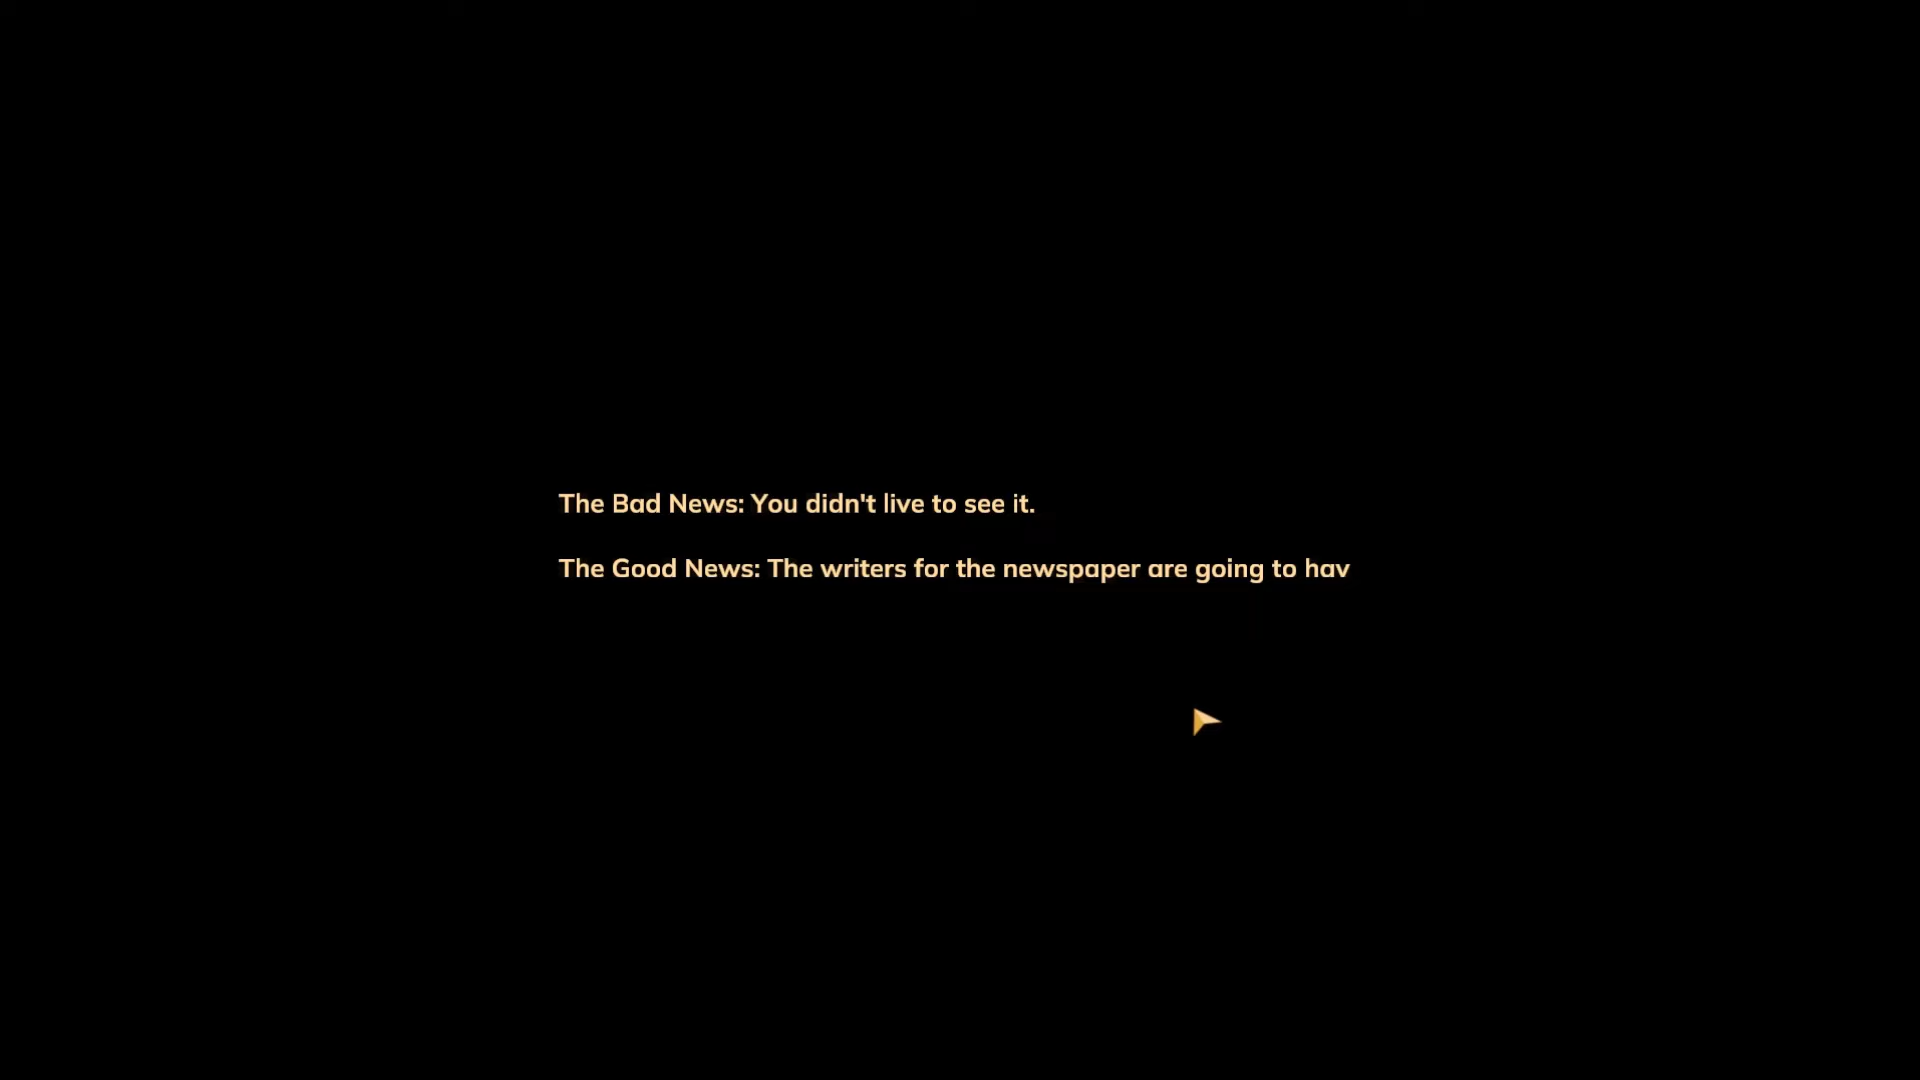 The Bad News: You didn't live to see it.
The Good News: The writers for the newspaper are going to hav